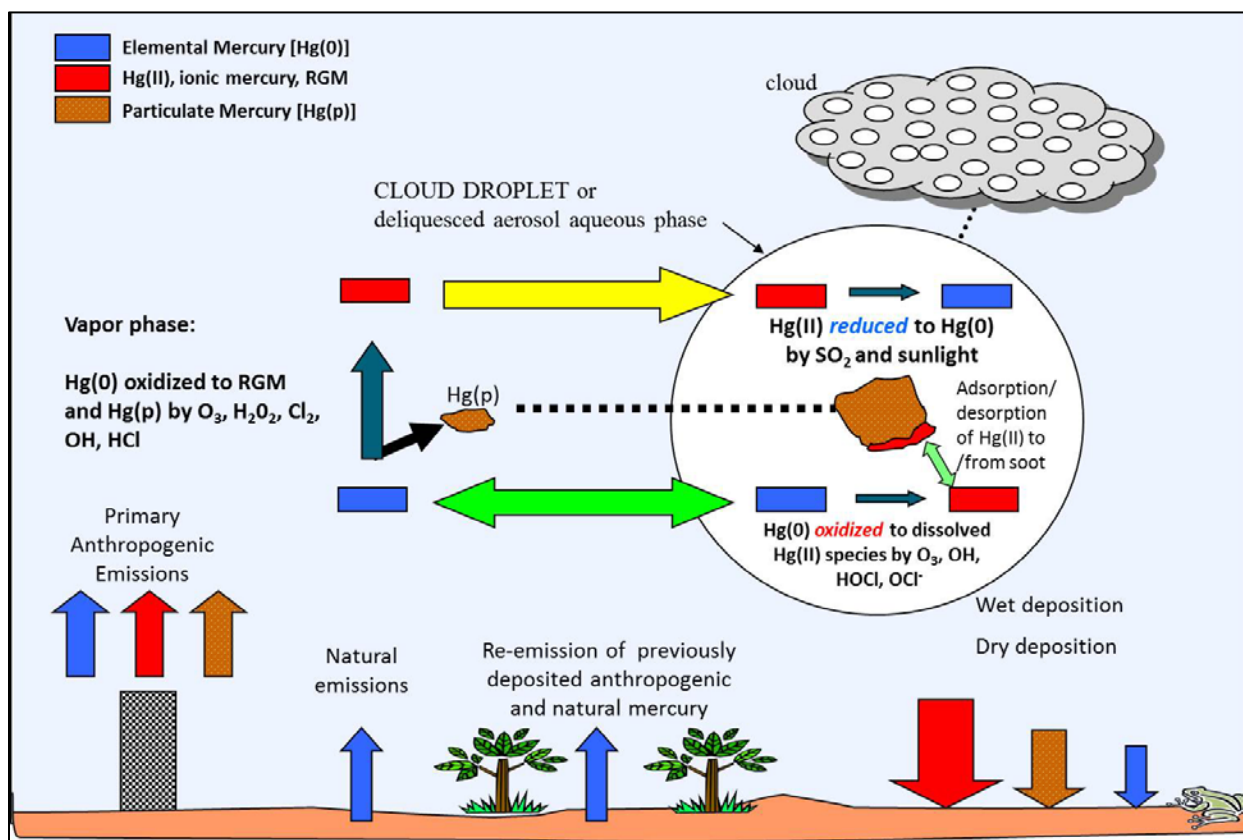 Elemental Mercury [Hg(0)]
Hg(II), ionic mercury, RGM
Particulate Mercury [Hg(p)]
cloud
CLOUD DROPLET or
deliquesced aerosol aqueous phase
Vapor phase:
Hg(0) oxidized to RGM
and Hg(p) by O₃, H₂0₂, Cl₂,
OH, HCl
Hg(p)
Hg(II) reduced to Hg(0)
by SO₂ and sunlight
Adsorption/
desorption
of Hg(II) to
/from soot
Hg(0) oxidized to dissolved
Hg(II) species by O₃, OH,
HOCl, OCl⁻
Primary
Anthropogenic
Emissions
Natural
emissions
Re-emission of previously
deposited anthropogenic
and natural mercury
Wet deposition
Dry deposition